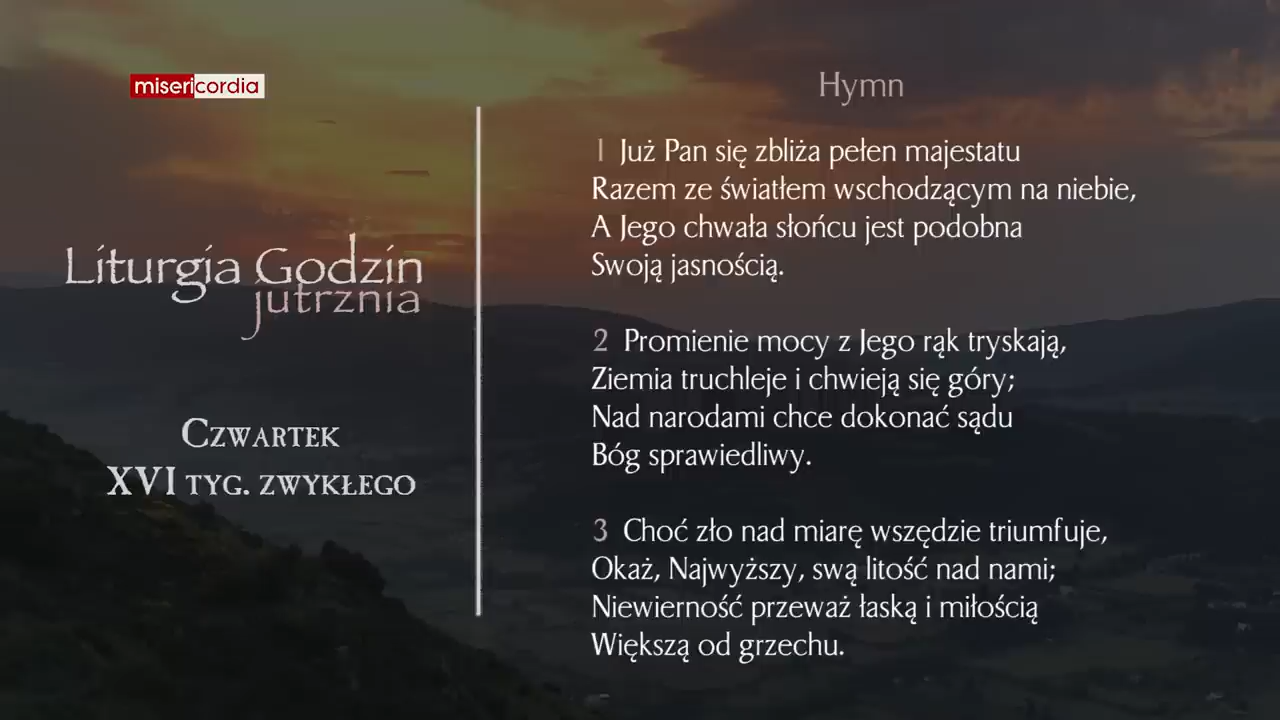 misericordia
Liturgia Godzin
jutrznia
Czwartek
XVI tyg. zwykłego
Hymn
1 Już Pan się zbliża pełen majestatu
Razem ze światłem wschodzącym na niebie,
A Jego chwała słońcu jest podobna
Swoją jasnością.
2 Promienie mocy z Jego rąk tryskają,
Ziemia truchleje i chwieją się góry;
Nad narodami chce dokonać sądu
Bóg sprawiedliwy.
3 Choć zło nad miarę wszędzie triumfuje,
Okaż, Najwyższy, swą litość nad nami;
Niewierność przeważ łaską i miłością
Większą od grzechu.